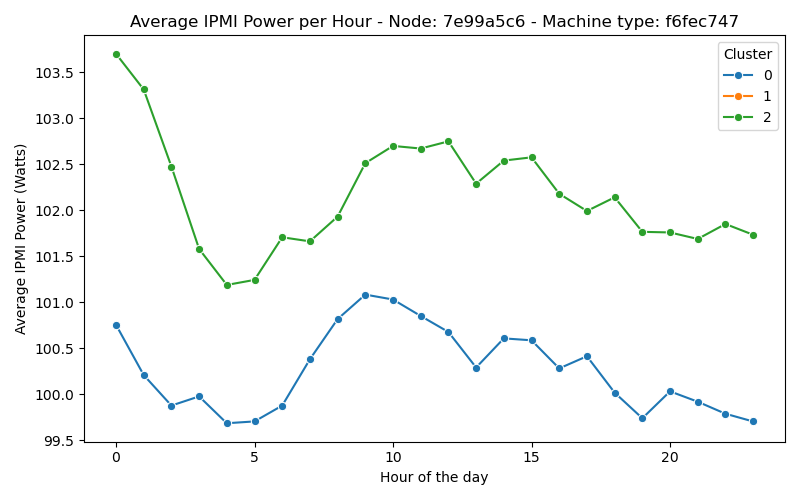 Average IPMI Power per Hour - Node: 7e99a5c6 - Machine type: f6fec747
Cluster
0
1
2
103.5
103.0
102.5
102.0
101.5
101.0
100.5
100.0
99.5
Average IPMI Power (Watts)
0 5 10 15 20
Hour of the day